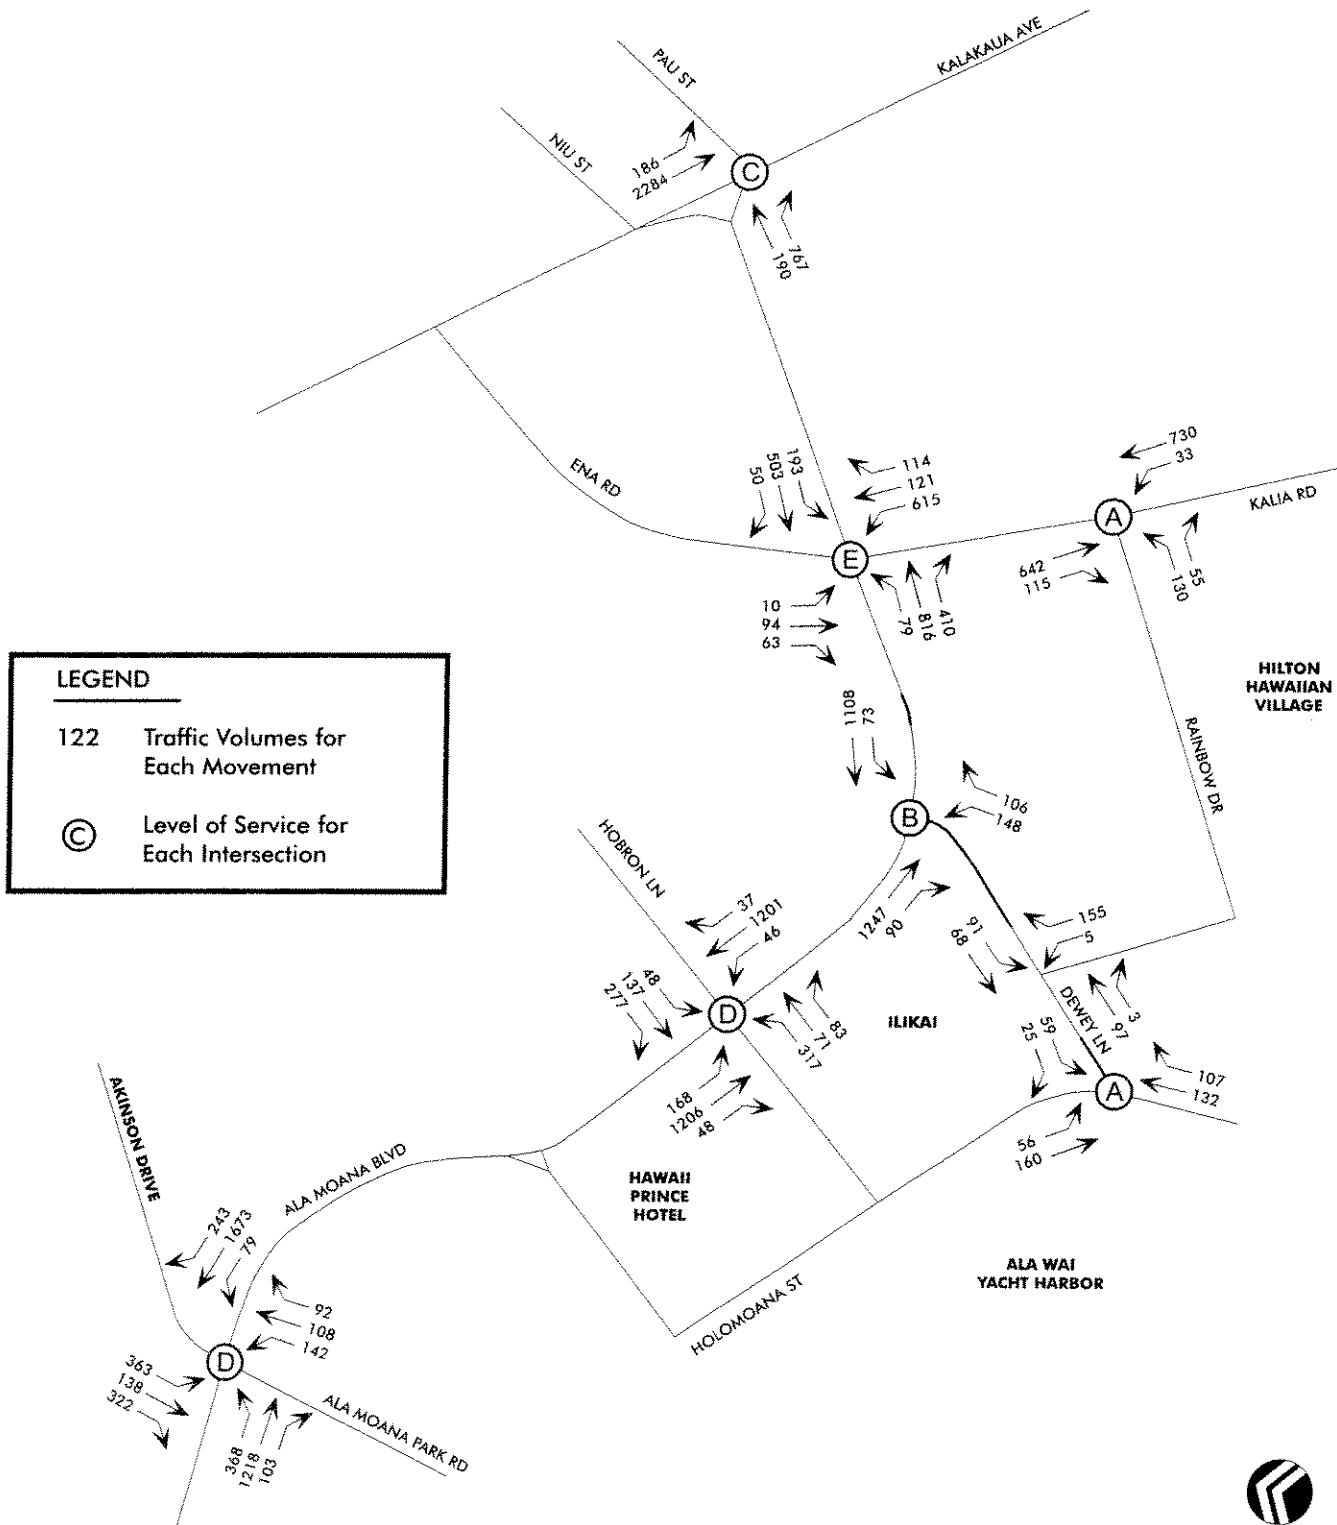 KALAKAUA AVE
PAU ST
NIU ST
186
2284
C
767
190
730
33
KALIA RD
A
193
503
50
114
121
615
ENA RD
E
642
115
55
130
10
94
63
79
816
410
HILTON
HAWAIIAN
VILLAGE
LEGEND
122 Traffic Volumes for
Each Movement
C Level of Service for
Each Intersection
1108
73
RAINBOW DR
106
148
B
HOBRON LN
1247
90
37
1201
46
91
68
155
5
48
137
277
D
83
71
317
ILIKAI
DEWEY LN
3
97
59
25
107
132
A
168
1206
48
56
160
AKINSON DRIVE
ALA MOANA BLVD
HAWAII
PRINCE
HOTEL
243
1673
79
ALA WAI
YACHT HARBOR
HOLOMOANA ST
92
108
142
D
363
138
322
ALA MOANA PARK RD
368
1218
103